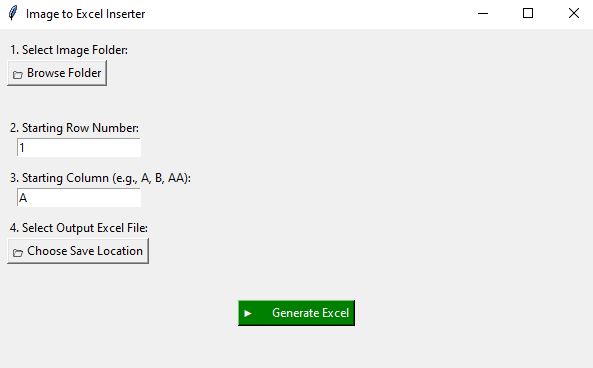 Image to Excel Inserter
1. Select Image Folder:
Browse Folder
2. Starting Row Number:
1
3. Starting Column (e.g., A, B, AA):
A
4. Select Output Excel File:
Choose Save Location
Generate Excel